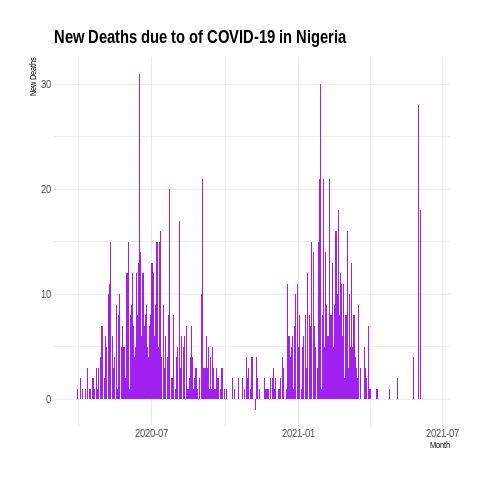 New Deaths due to of COVID-19 in Nigeria
New Deaths
30
20
10
0
2020-07
2021-01
2021-07
Month